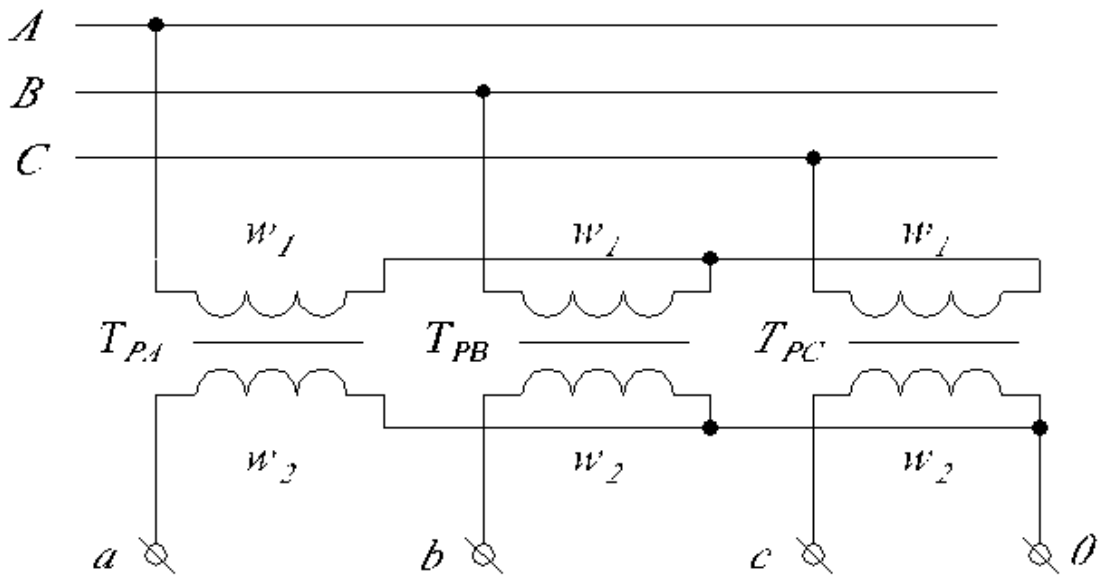 A
B
C
w1 w1 w1
TPA TPB TPC
w2 w2 w2
a b c 0